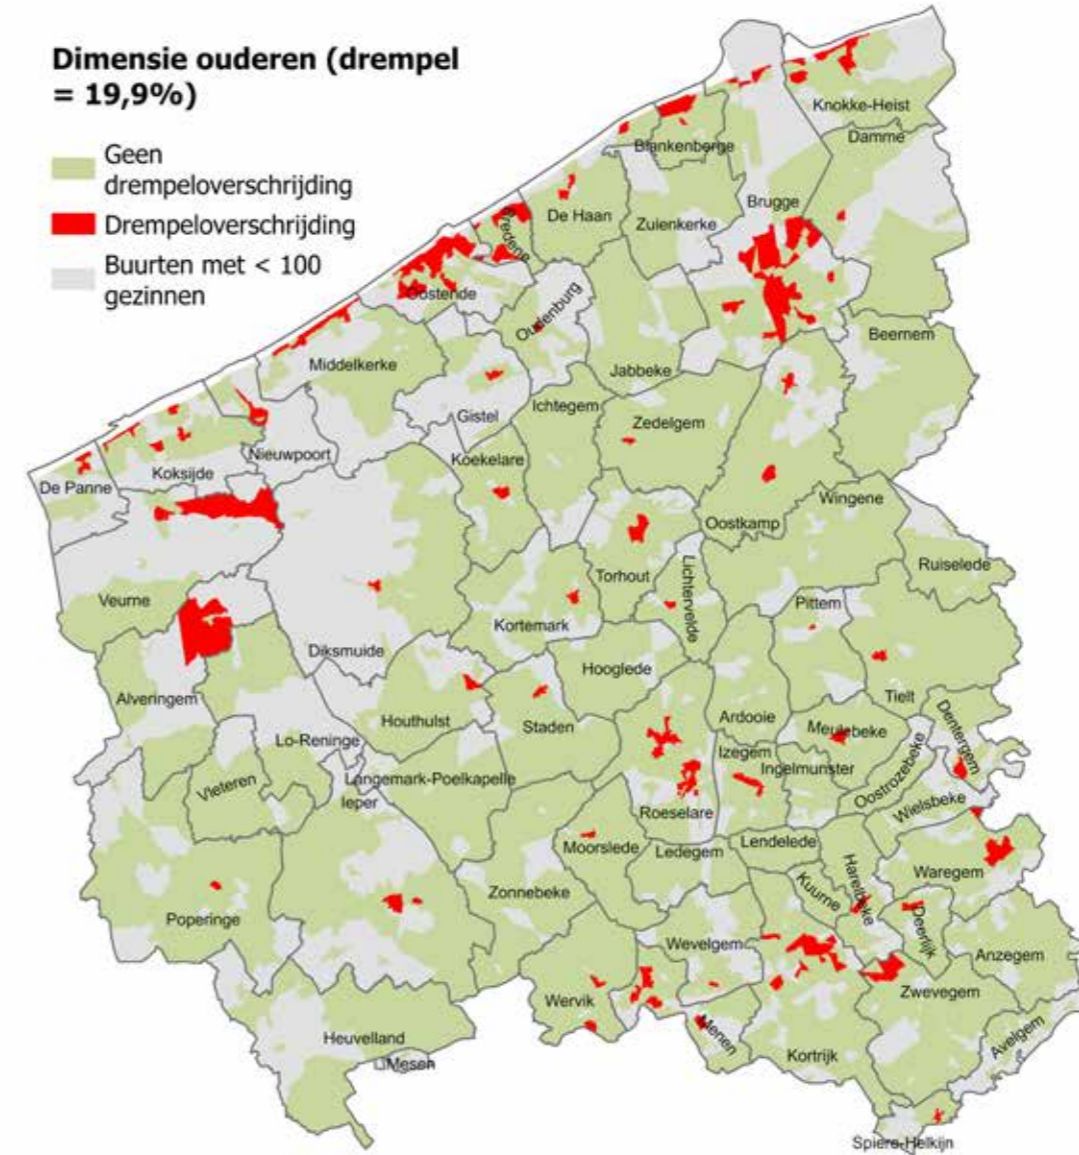 Dimensie ouderen (drempel
= 19,9%)
Geen
drempeloverschrijding
Drempeloverschrijding
Buurten met < 100
gezinnen
Knokke-Heist
Damme
Blankenberge
Brugge
De Haan
Zuienkerke
Bredene
Oostende
Oudenburg
Beernem
Middelkerke
Jabbeke
Ichtegem
Gistel
Zedelgem
Nieuwpoort
Koekelare
Koksijde
De Panne
Wingene
Oostkamp
Lichtervelde
Ruiselede
Torhout
Veurne
Pittem
Kortemark
Diksmuide
Hooglede
Alveringem
Tielt
Houthulst
Ardooie
Staden
Meulebeke
Dentergem
Lo-Reninge
Izegem
Ingelmunster
Oostrozebeke
Vleteren
Langemark-Poelkapelle
Ieper
Wielsbeke
Roeselare
Moorslede
Ledegem
Lendelede
Waregem
Zonnebeke
Kuurne
Harelbeke
Poperinge
Deerlijk
Wevelgem
Anzegem
Zwevegem
Wervik
Heuvelland
Menen
Avelgem
Kortrijk
Mesen
Spiere-Helkijn